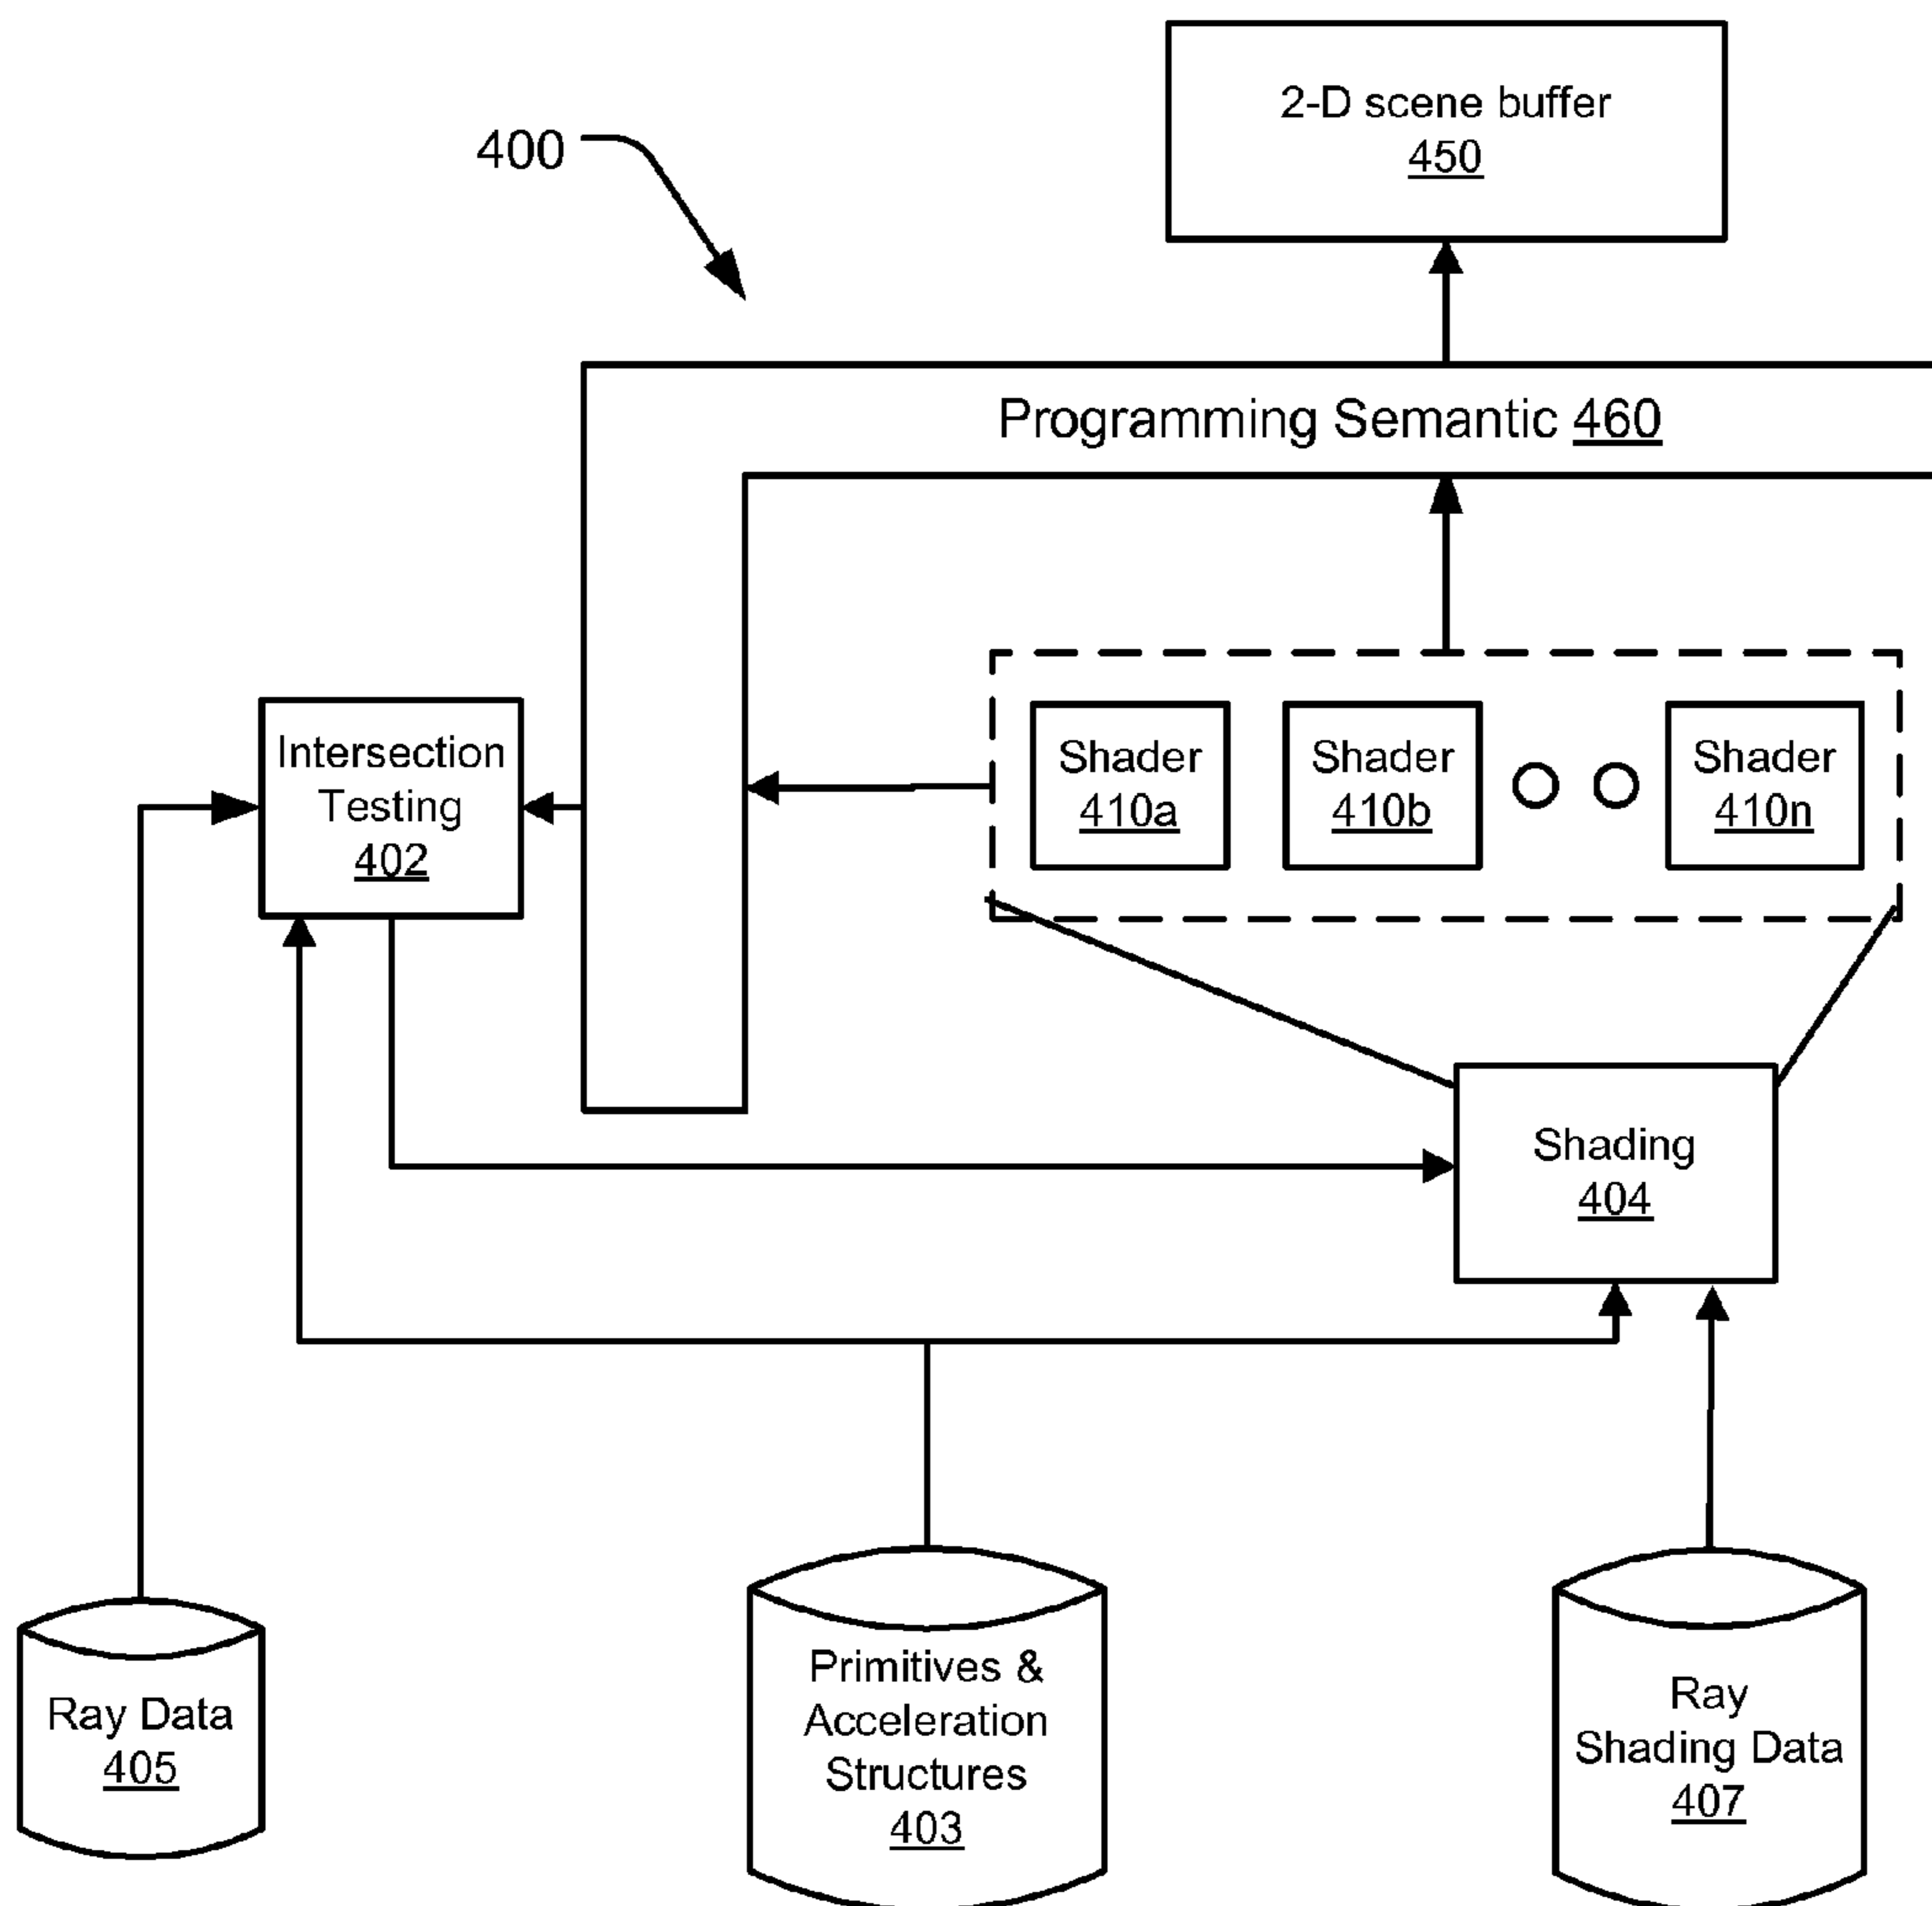 2-D scene buffer
450
400
Programming Semantic 460
Intersection
Testing
402
Shader
410a
Shader
410b
Shader
410n
Shading
404
Ray Data
405
Primitives &
Acceleration
Structures
403
Ray
Shading Data
407